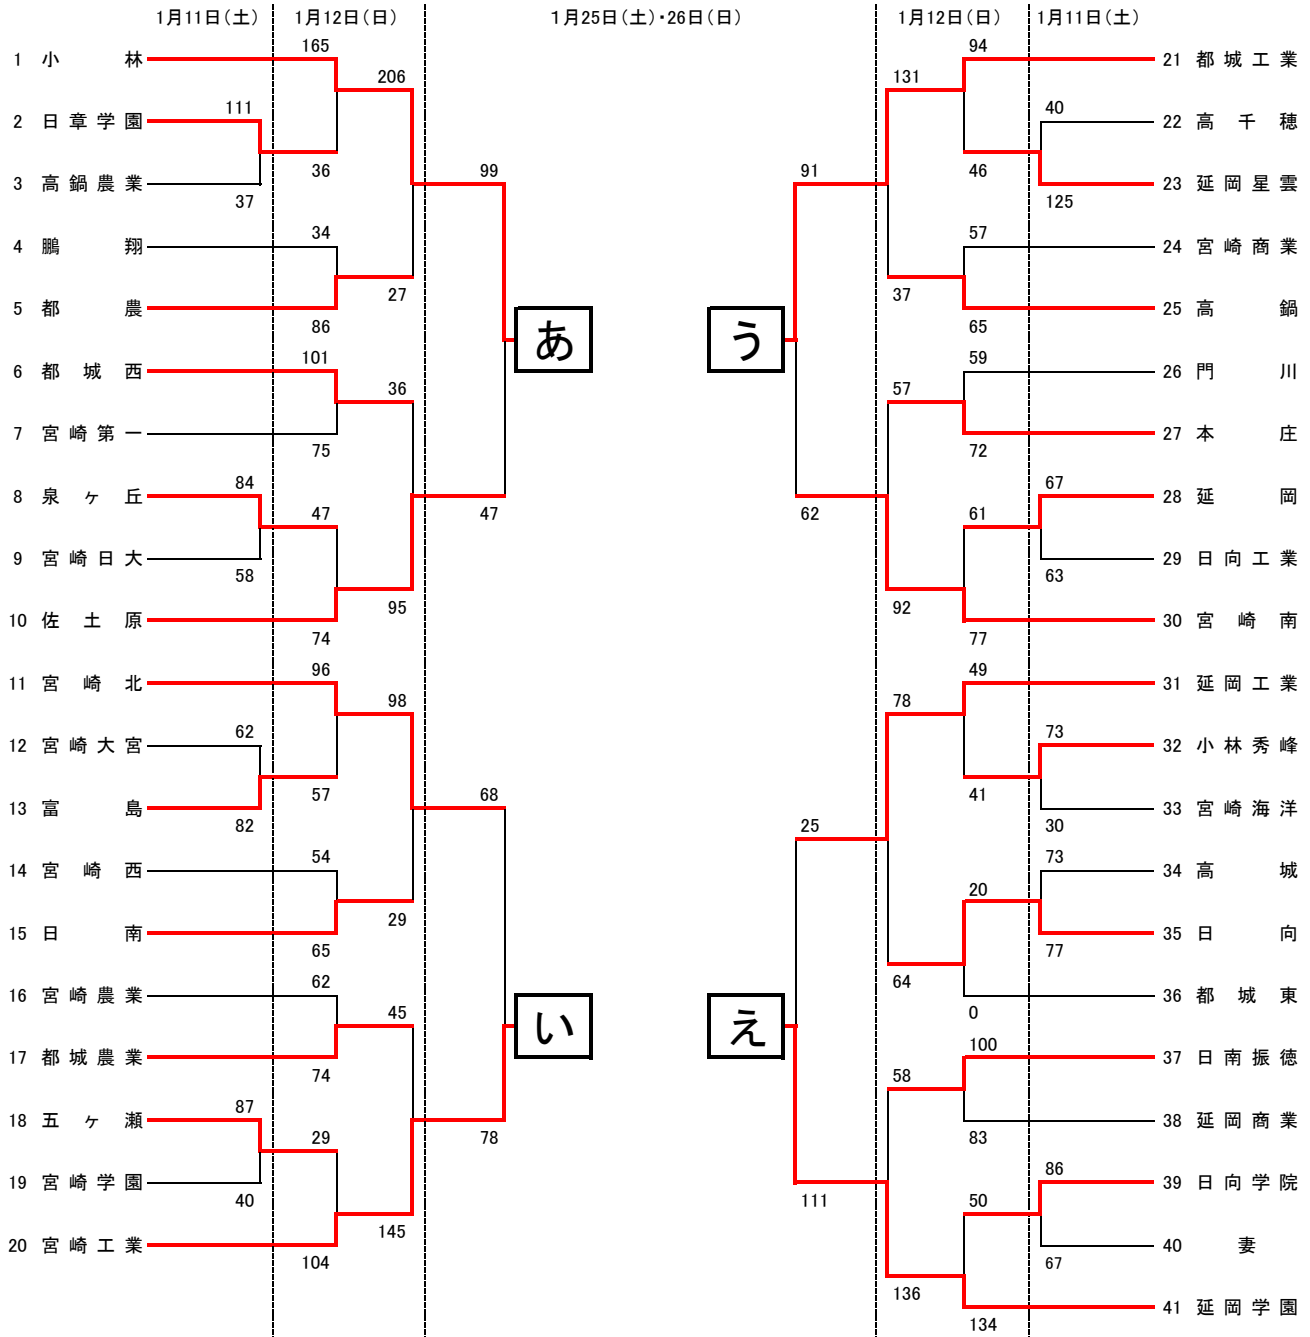 1月11日(土) 1月12日(日) 1月25日(土)・26日(日) 1月12日(日) 1月11日(土)
165 94
1 小林 21 都城工業
206 131
111 40
2 日章学園 22 高千穂
36 99 91 46
3 高鍋農業 23 延岡星雲
37 125
34 57
4 鵬翔 24 宮崎商業
27 37
5 都農 25 高鍋
86 65
あ う
101 59
6 都城西 26 門川
36 57
7 宮崎第一 27 本庄
75 72
84 67
8 泉ヶ丘 28 延岡
47 47 62 61
9 宮崎日大 29 日向工業
58 63
95 92
10 佐土原 30 宮崎南
74 77
96 49
11 宮崎北 31 延岡工業
98 78
62 73
12 宮崎大宮 32 小林秀峰
57 68 41
13 富島 33 宮崎海洋
82 25 30
54 73
14 宮崎西 34 高城
20
29
15 日南 35 日向
65 77
62 64
16 宮崎農業 36 都城東
45 0
い え
100
17 都城農業 37 日南振徳
74 58
87
18 五ヶ瀬 38 延岡商業
29 78 83
86
19 宮崎学園 39 日向学院
40 111 50
145
20 宮崎工業 40 妻
104 67
136
41 延岡学園
134